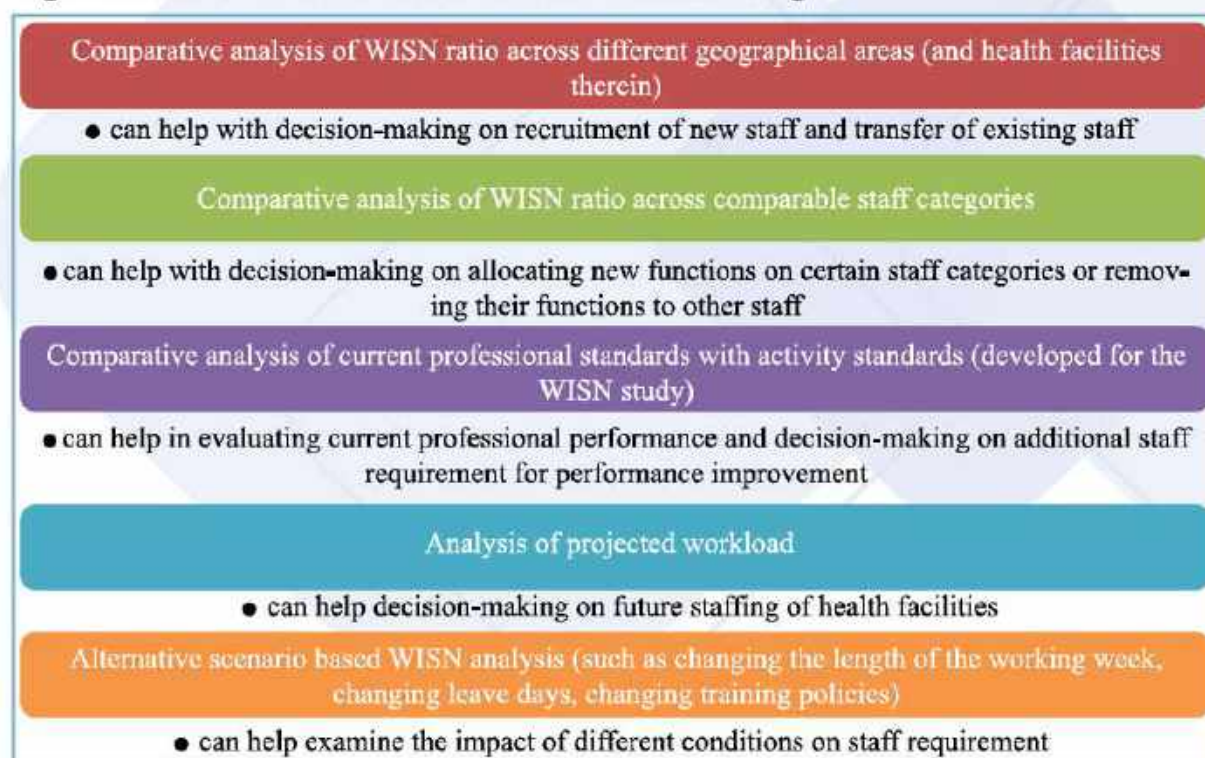 Comparative analysis of WISN ratio across different geographical areas (and health facilities
therein)
● can help with decision-making on recruitment of new staff and transfer of existing staff
Comparative analysis of WISN ratio across comparable staff categories
● can help with decision-making on allocating new functions on certain staff categories or remov-
ing their functions to other staff
Comparative analysis of current professional standards with activity standards (developed for the
WISN study)
● can help in evaluating current professional performance and decision-making on additional staff
requirement for performance improvement
Analysis of projected workload
● can help decision-making on future staffing of health facilities
Alternative scenario based WISN analysis (such as changing the length of the working week,
changing leave days, changing training policies)
● can help examine the impact of different conditions on staff requirement